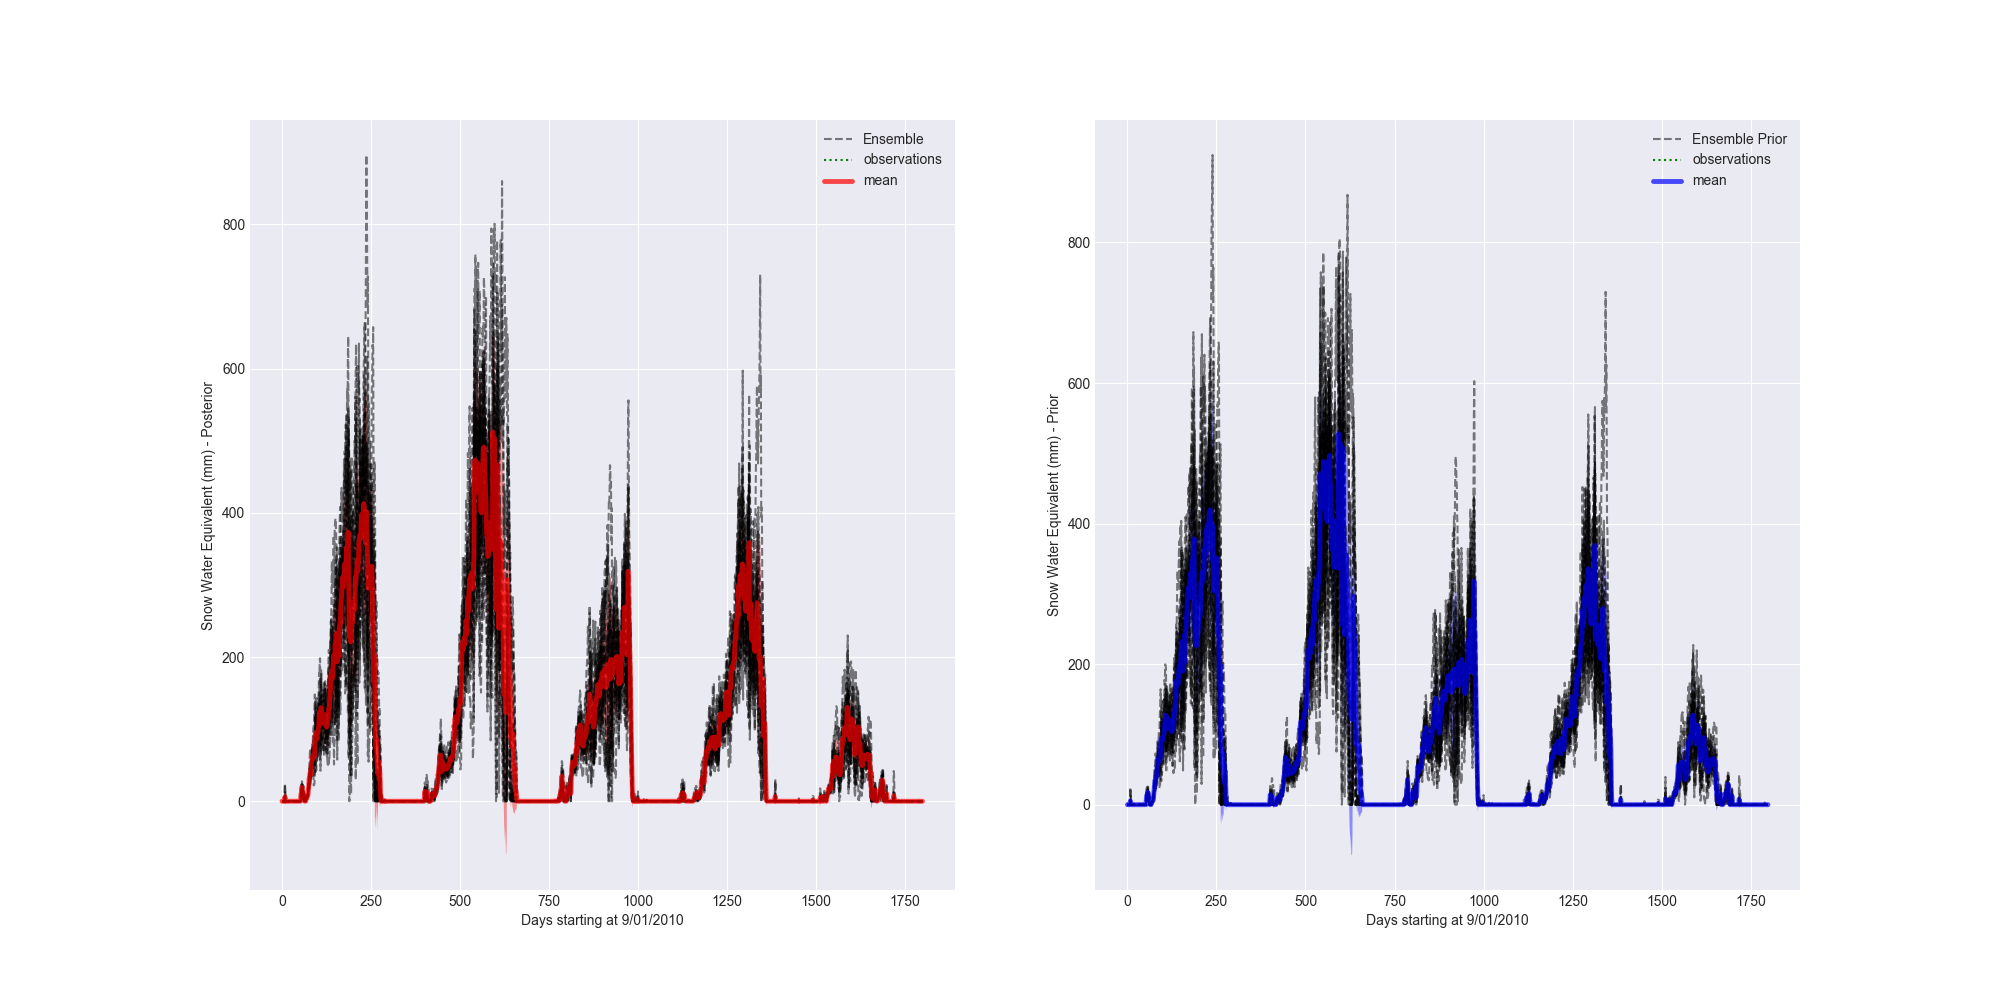 Ensemble
observations
mean
800
600
400
200
0
Snow Water Equivalent (mm) - Posterior
0 250 500 750 1000 1250 1500 1750
Days starting at 9/01/2010
Ensemble Prior
observations
mean
800
600
400
200
0
Snow Water Equivalent (mm) - Prior
0 250 500 750 1000 1250 1500 1750
Days starting at 9/01/2010